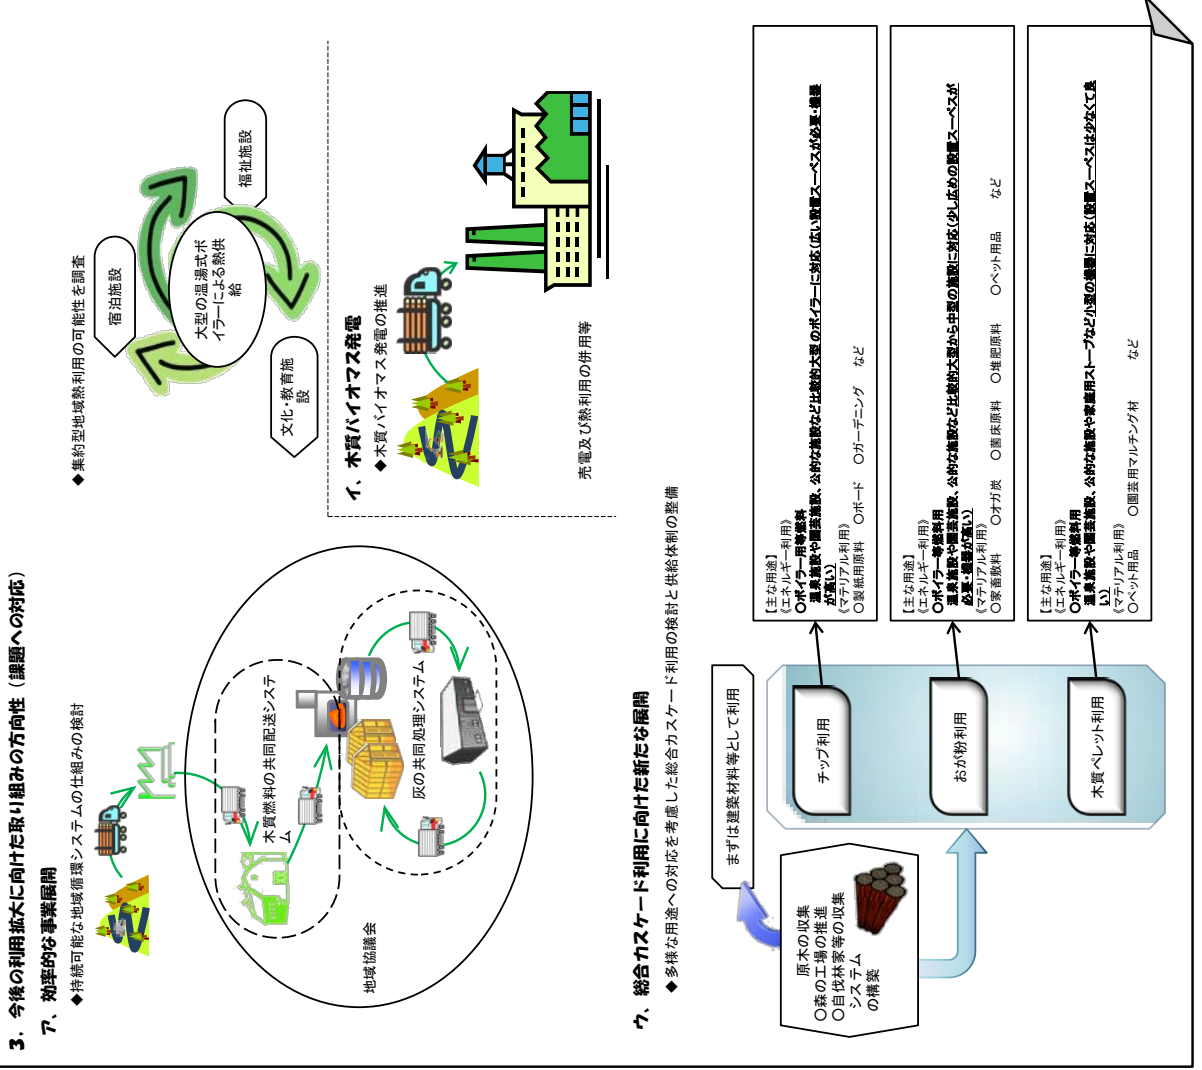 3．今後の利用拡大に向けた取り組みの方向性（課題への対応）
ア、効率的な事業展開
◆持続可能な地域循環システムの仕組みの検討
木質燃料の共同配送システ
ム
灰の共同処理システム
地域協議会
◆集約型地域熱利用の可能性を調査
宿泊施設
福祉施設
大型の温湯式ボ
イラーによる熱供
給
文化・教育施
設
イ、木質バイオマス発電
◆木質バイオマス発電の推進
売電及び熱利用の併用等
ウ、総合カスケード利用に向けた新たな展開
◆多様な用途への対応を考慮した総合カスケード利用の検討と供給体制の整備
まずは建築材料等として利用
原木の収集
○森の工場の推進
○自伐林家等の収集
システム
の構築
チップ利用
おが粉利用
木質ペレット利用
【主な用途】
《エネルギー利用》
○ボイラー用等燃料
温泉施設や園芸施設、公的な施設など比較的大型のボイラーに対応（広い設置スーペスが必要・機器
が高い）
《マテリアル利用》
○製紙用原料　○ボード　○ガーデニング　など
【主な用途】
《エネルギー利用》
○ボイラー等燃料用
温泉施設や園芸施設、公的な施設など比較的大型から中型の施設に対応（少し広めの設置スーペスが
必要・機器が高い）
《マテリアル利用》
○家畜敷料　○オガ炭　○菌床原料　○堆肥原料　○ペット用品　など
【主な用途】
《エネルギー利用》
○ボイラー等燃料用
温泉施設や園芸施設、公的な施設や家庭用ストーブなど小型の機器に対応（設置スーペスは少なくて良
い）
《マテリアル利用》
○ペット用品　○園芸用マルチング材　など